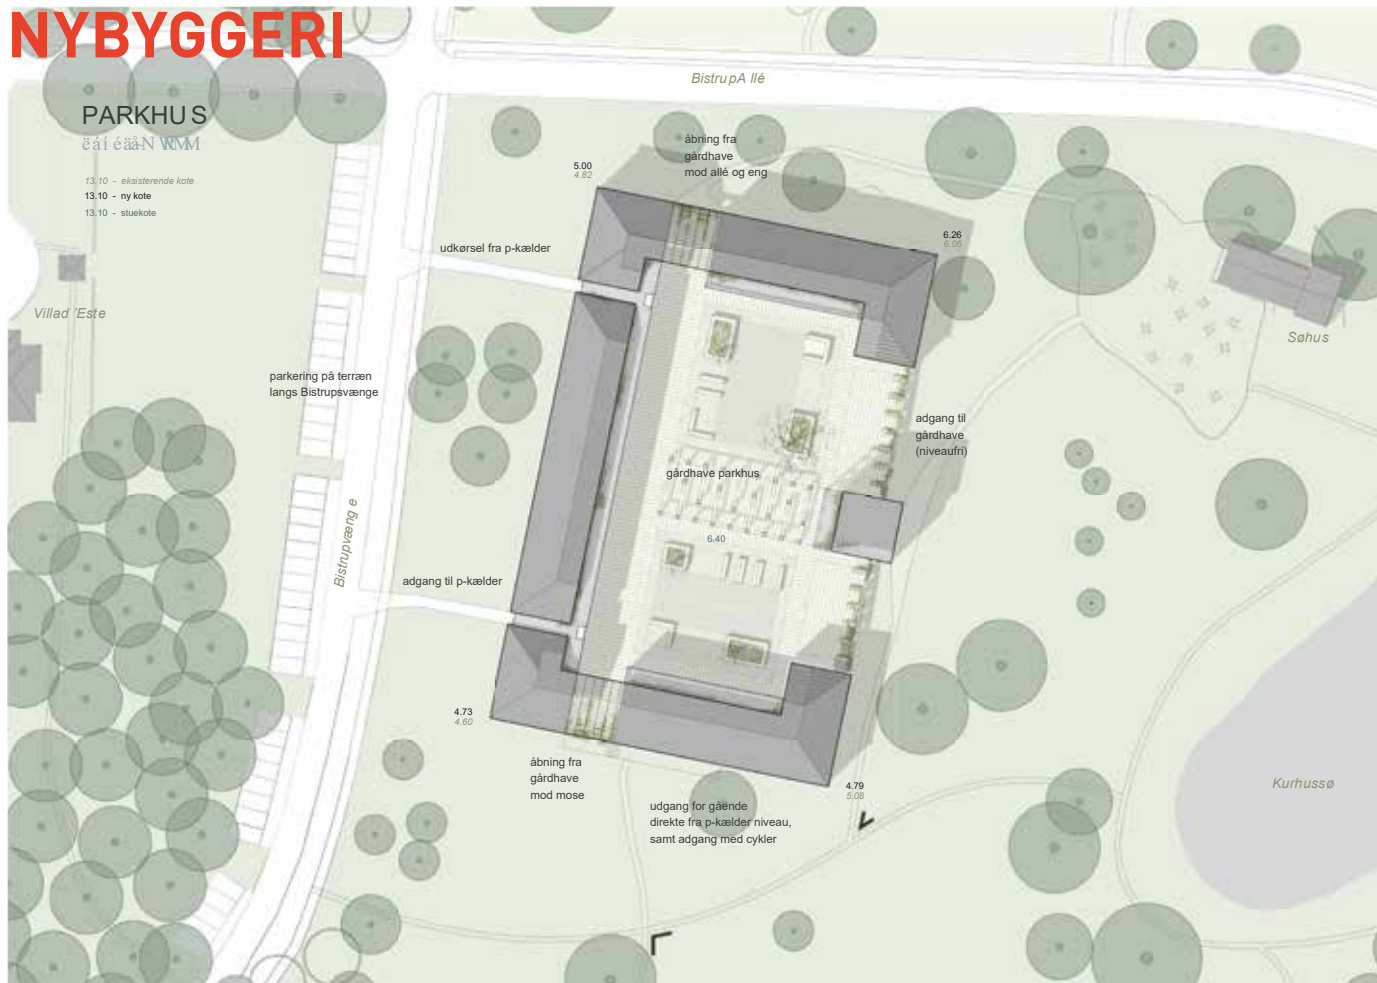 NYBYGGERI
PARKHUS
13.10 - eksisterende kote
13.10 - ny kote
13.10 - stuekote
Bistrup Allé
åbning fra
gårdhave
mod allé og eng
5.00
4.82
6.26
6.06
udkørsel fra p-kælder
Villad 'Este
Søhus
parkering på terræn
langs Bistrupsvænge
adgang til
gårdhave
(niveaufri)
gårdhave parkhus
6.40
Bistrupvænge
adgang til p-kælder
4.73
4.60
åbning fra
gårdhave
mod mose
4.79
5.08
udgang for gående
direkte fra p-kælder niveau,
samt adgang med cykler
Kurhussø